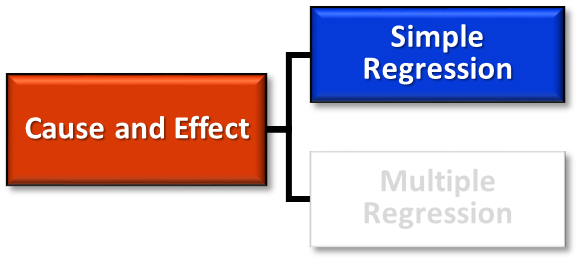 Cause and Effect
Simple
Regression
Multiple
Regression